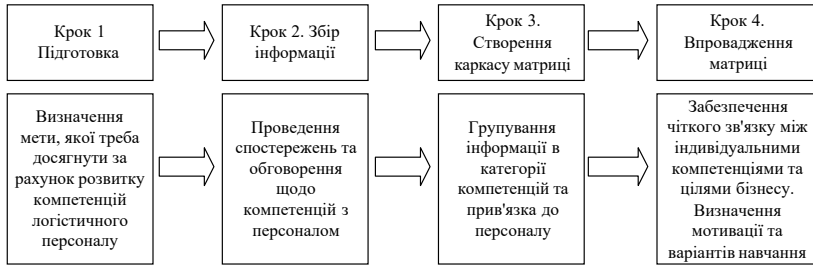 Крок 1
Підготовка
Крок 2. Збір
інформації
Крок 3.
Створення
каркасу матриці
Крок 4.
Впровадження
матриці
Визначення
мети, якої треба
досягнути за
рахунок розвитку
компетенцій
логістичного
персоналу
Проведення
спостережень та
обговорення
щодо
компетенцій з
персоналом
Групування
інформації в
категорії
компетенцій та
прив'язка до
персоналу
Забезпечення
чіткого зв'язку між
індивідуальними
компетенціями та
цілями бізнесу.
Визначення
мотивації та
варіантів навчання